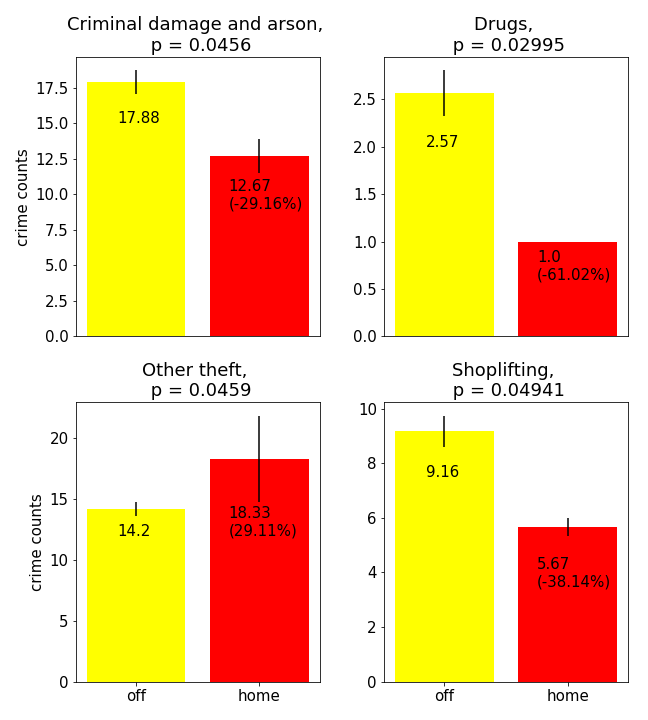 Criminal damage and arson,
p = 0.0456
Drugs,
p = 0.02995
crime counts
17.5
15.0
12.5
10.0
7.5
5.0
2.5
0.0
17.88
12.67
(-29.16%)
2.5
2.0
1.5
1.0
0.5
0.0
2.57
1.0
(-61.02%)
Other theft,
p = 0.0459
Shoplifting,
p = 0.04941
crime counts
20
15
10
5
0
14.2
18.33
(29.11%)
off
home
10
8
6
4
2
0
9.16
5.67
(-38.14%)
off
home